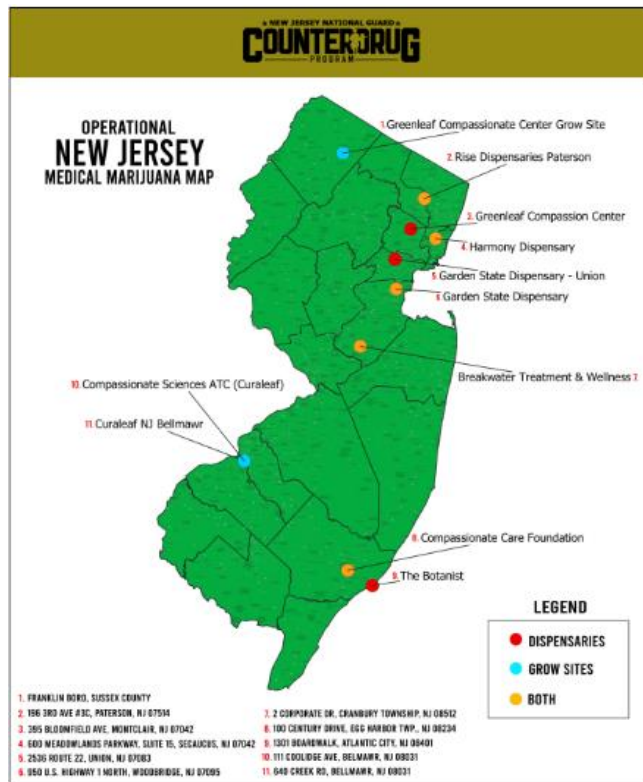 NEW JERSEY NATIONAL GUARD
COUNTERDRUG
PROGRAM
OPERATIONAL
NEW JERSEY
MEDICAL MARIJUANA MAP
1. Greenleaf Compassionate Center Grow Site
2. Rise Dispensaries Paterson
3. Greenleaf Compassion Center
4. Harmony Dispensary
5. Garden State Dispensary - Union
6. Garden State Dispensary
Breakwater Treatment & Wellness 7.
10. Compassionate Sciences ATC (Curaleaf)
11. Curaleaf NJ Bellmawr
8. Compassionate Care Foundation
9. The Botanist
LEGEND
DISPENSARIES
GROW SITES
BOTH
1. FRANKLIN BORO, SUSSEX COUNTY
2. 196 3RD AVE #3C, PATERSON, NJ 07514
3. 395 BLOOMFIELD AVE, MONTCLAIR, NJ 07042
4. 600 MEADOWLANDS PARKWAY, SUITE 15, SECAUCUS, NJ 07042
5. 2536 ROUTE 22, UNION, NJ 07083
6. 950 U.S. HIGHWAY 1 NORTH, WOODBRIDGE, NJ 07095
7. 2 CORPORATE DR, CRANBURY TOWNSHIP, NJ 08512
8. 100 CENTURY DRIVE, EGG HARBOR TWP., NJ 08234
9. 1301 BOARDWALK, ATLANTIC CITY, NJ 08401
10. 111 COOLIDGE AVE, BELMAWR, NJ 08031
11. 640 CREEK RD, BELLMAWR, NJ 08031